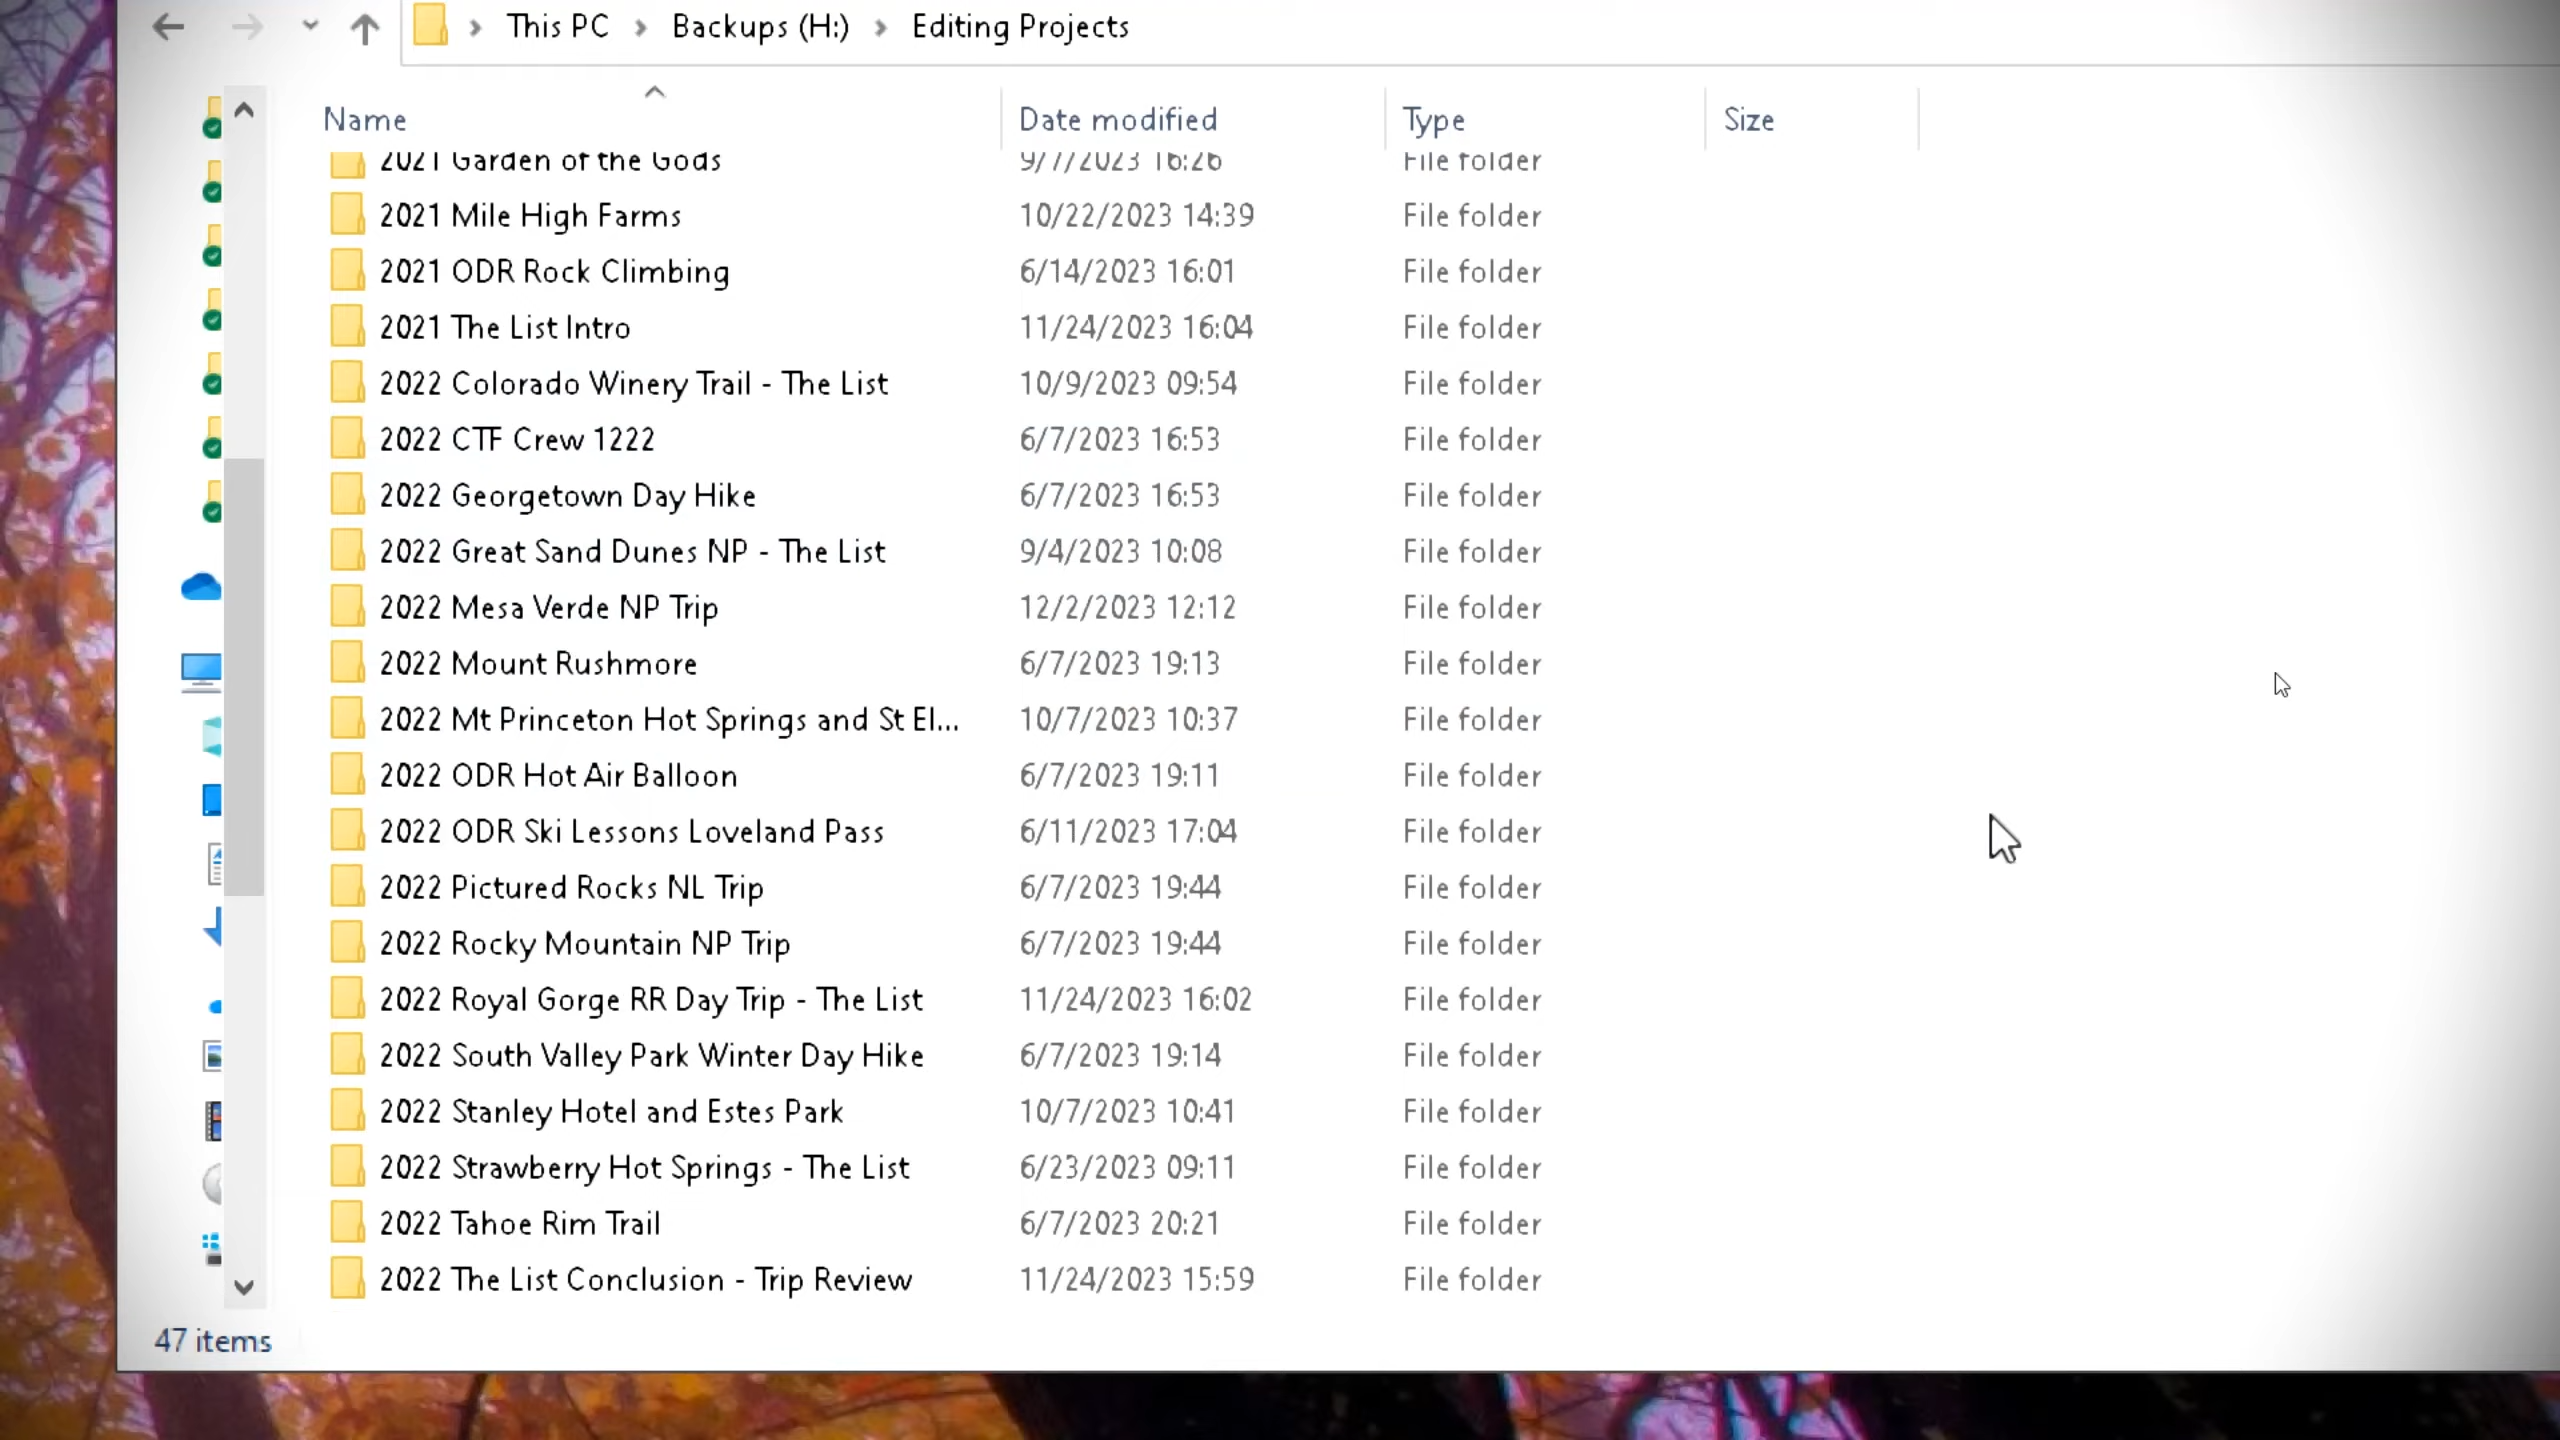 This PC > Backups (H:) > Editing Projects
Name Date modified Type Size
2021 Garden of the Gods 9/7/2023 16:26 File folder
2021 Mile High Farms 10/22/2023 14:39 File folder
2021 ODR Rock Climbing 6/14/2023 16:01 File folder
2021 The List Intro 11/24/2023 16:04 File folder
2022 Colorado Winery Trail - The List 10/9/2023 09:54 File folder
2022 CTF Crew 1222 6/7/2023 16:53 File folder
2022 Georgetown Day Hike 6/7/2023 16:53 File folder
2022 Great Sand Dunes NP - The List 9/4/2023 10:08 File folder
2022 Mesa Verde NP Trip 12/2/2023 12:12 File folder
2022 Mount Rushmore 6/7/2023 19:13 File folder
2022 Mt Princeton Hot Springs and St El... 10/7/2023 10:37 File folder
2022 ODR Hot Air Balloon 6/7/2023 19:11 File folder
2022 ODR Ski Lessons Loveland Pass 6/11/2023 17:04 File folder
2022 Pictured Rocks NL Trip 6/7/2023 19:44 File folder
2022 Rocky Mountain NP Trip 6/7/2023 19:44 File folder
2022 Royal Gorge RR Day Trip - The List 11/24/2023 16:02 File folder
2022 South Valley Park Winter Day Hike 6/7/2023 19:14 File folder
2022 Stanley Hotel and Estes Park 10/7/2023 10:41 File folder
2022 Strawberry Hot Springs - The List 6/23/2023 09:11 File folder
2022 Tahoe Rim Trail 6/7/2023 20:21 File folder
2022 The List Conclusion - Trip Review 11/24/2023 15:59 File folder
47 items